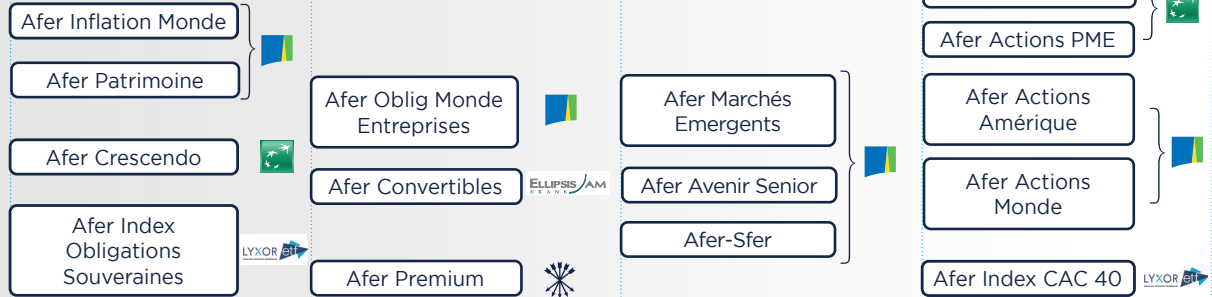 Afer Inflation Monde
Afer Patrimoine
Afer Crescendo
Afer Index
Obligations
Souveraines
LYXOR etf
Afer Oblig Monde
Entreprises
Afer Convertibles
ELLIPSIS AM
EXANE
Afer Premium
Afer Marchés
Emergents
Afer Avenir Senior
Afer-Sfer
Afer Actions PME
Afer Actions
Amérique
Afer Actions
Monde
Afer Index CAC 40
LYXOR etf